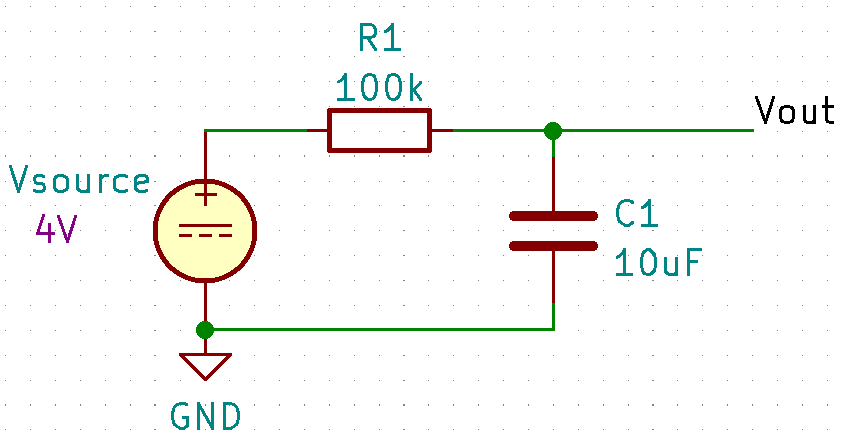 R1
100k
Vout
Vsource
4V
C1
10uF
GND